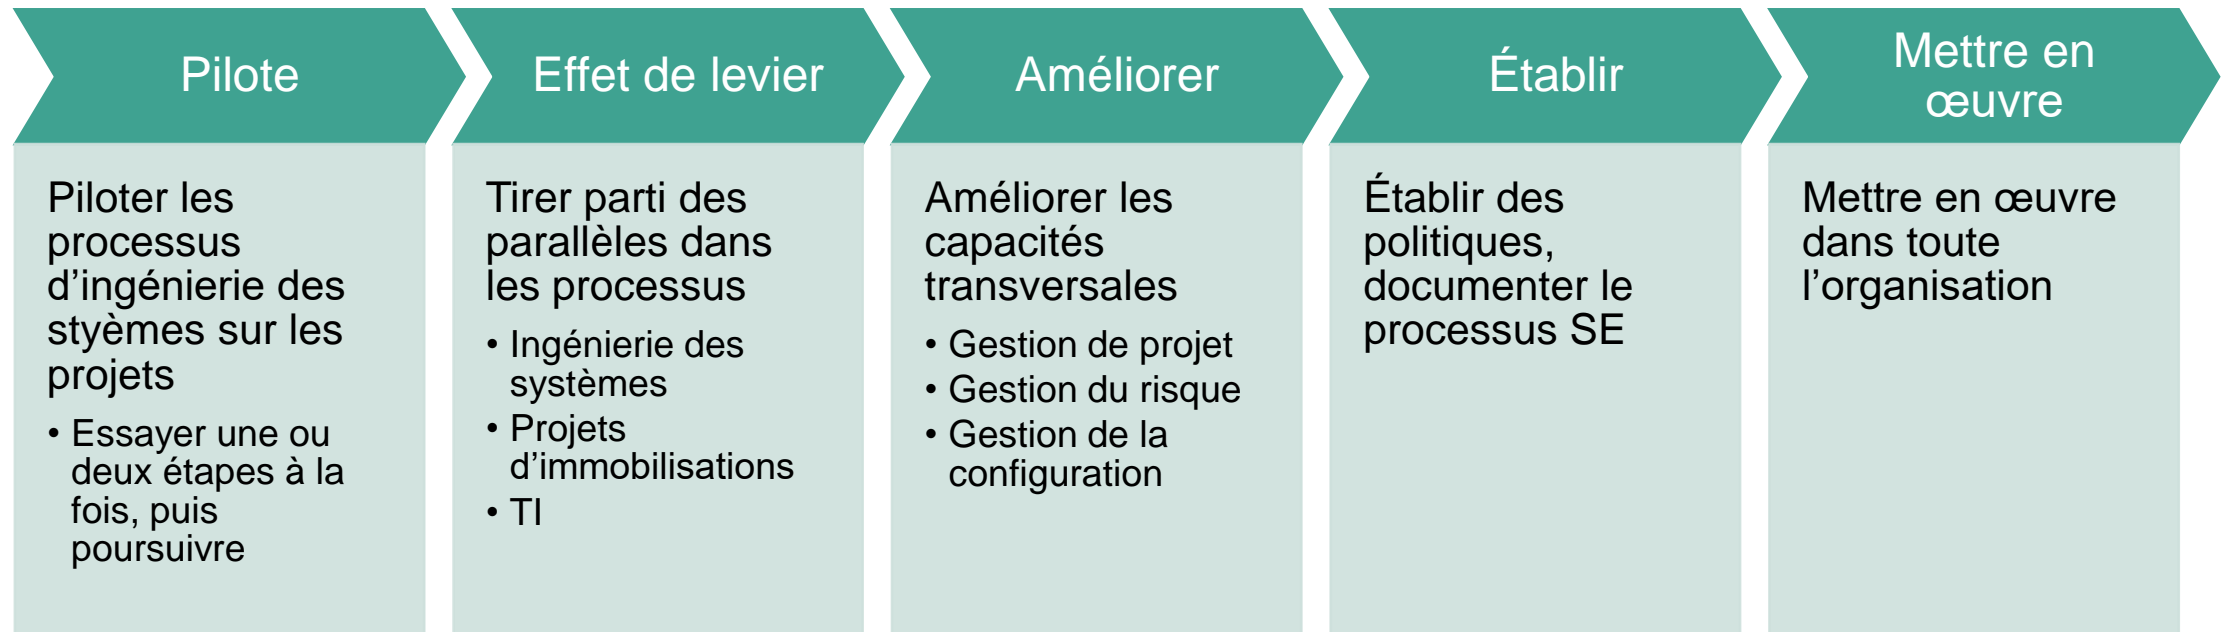 Pilote
Piloter les
processus
d’ingénierie des
styèmes sur les
projets
• Essayer une ou
deux étapes à la
fois, puis
poursuivre
Effet de levier
Tirer parti des
parallèles dans
les processus
• Ingénierie des
systèmes
• Projets
d’immobilisations
• TI
Améliorer
Améliorer les
capacités
transversales
• Gestion de projet
• Gestion du risque
• Gestion de la
configuration
Établir
Établir des
politiques,
documenter le
processus SE
Mettre en
œuvre
Mettre en œuvre
dans toute
l’organisation